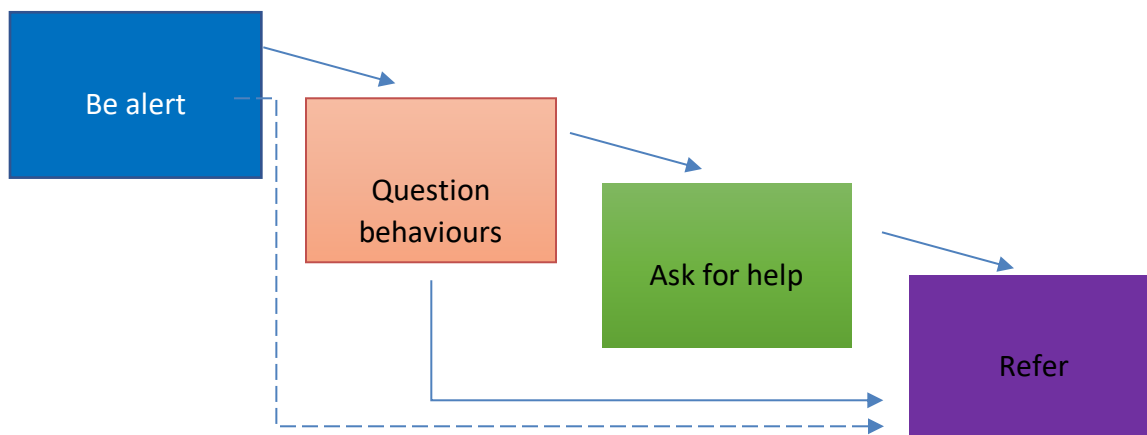 Be alert
Question
behaviours
Ask for help
Refer